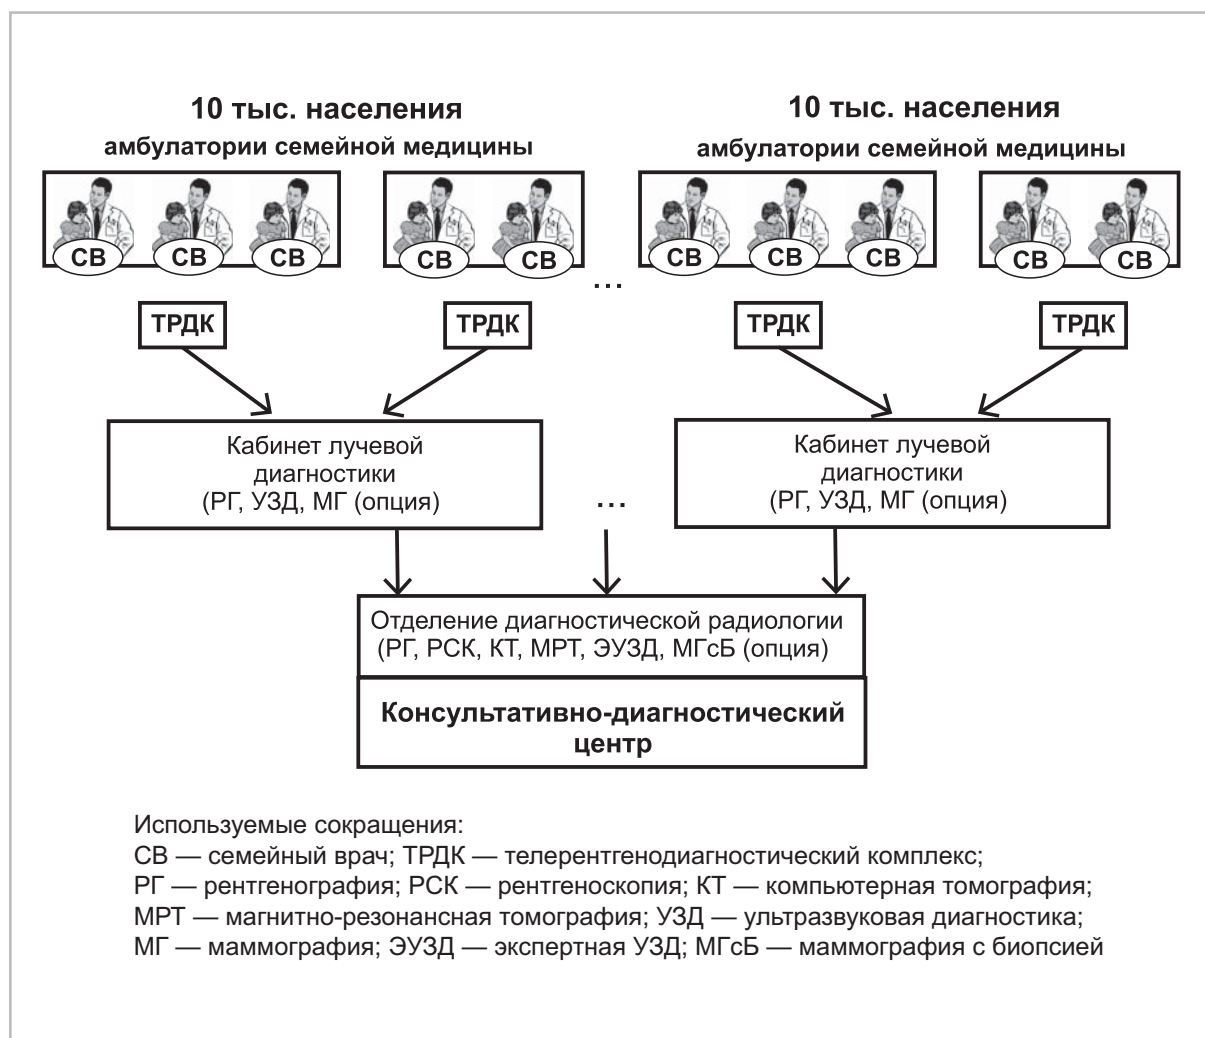 10 тыс. населения
амбулатории семейной медицины
10 тыс. населения
амбулатории семейной медицины
СВ СВ СВ СВ СВ ... СВ СВ СВ СВ СВ
ТРДК ТРДК ТРДК ТРДК
Кабинет лучевой
диагностики
(РГ, УЗД, МГ (опция)
...
Кабинет лучевой
диагностики
(РГ, УЗД, МГ (опция)
Отделение диагностической радиологии
(РГ, РСК, КТ, МРТ, ЭУЗД, МГсБ (опция)
Консультативно-диагностический
центр
Используемые сокращения:
СВ — семейный врач; ТРДК — телерентгенодиагностический комплекс;
РГ — рентгенография; РСК — рентгеноскопия; КТ — компьютерная томография;
МРТ — магнитно-резонансная томография; УЗД — ультразвуковая диагностика;
МГ — маммография; ЭУЗД — экспертная УЗД; МГсБ — маммография с биопсией